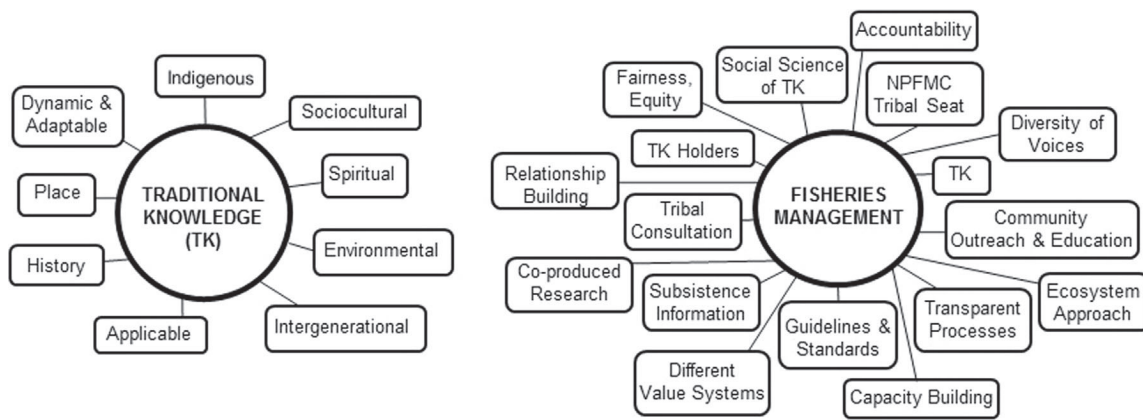 Indigenous
Dynamic &
Adaptable
Sociocultural
Place
TRADITIONAL
KNOWLEDGE
(TK)
Spiritual
History
Environmental
Applicable
Intergenerational
Accountability
Social Science
of TK
Fairness,
Equity
NPFMC
Tribal Seat
Diversity of
Voices
TK Holders
TK
Relationship
Building
FISHERIES
MANAGEMENT
Tribal
Consultation
Community
Outreach & Education
Co-produced
Research
Subsistence
Information
Guidelines &
Standards
Transparent
Processes
Ecosystem
Approach
Different
Value Systems
Capacity Building